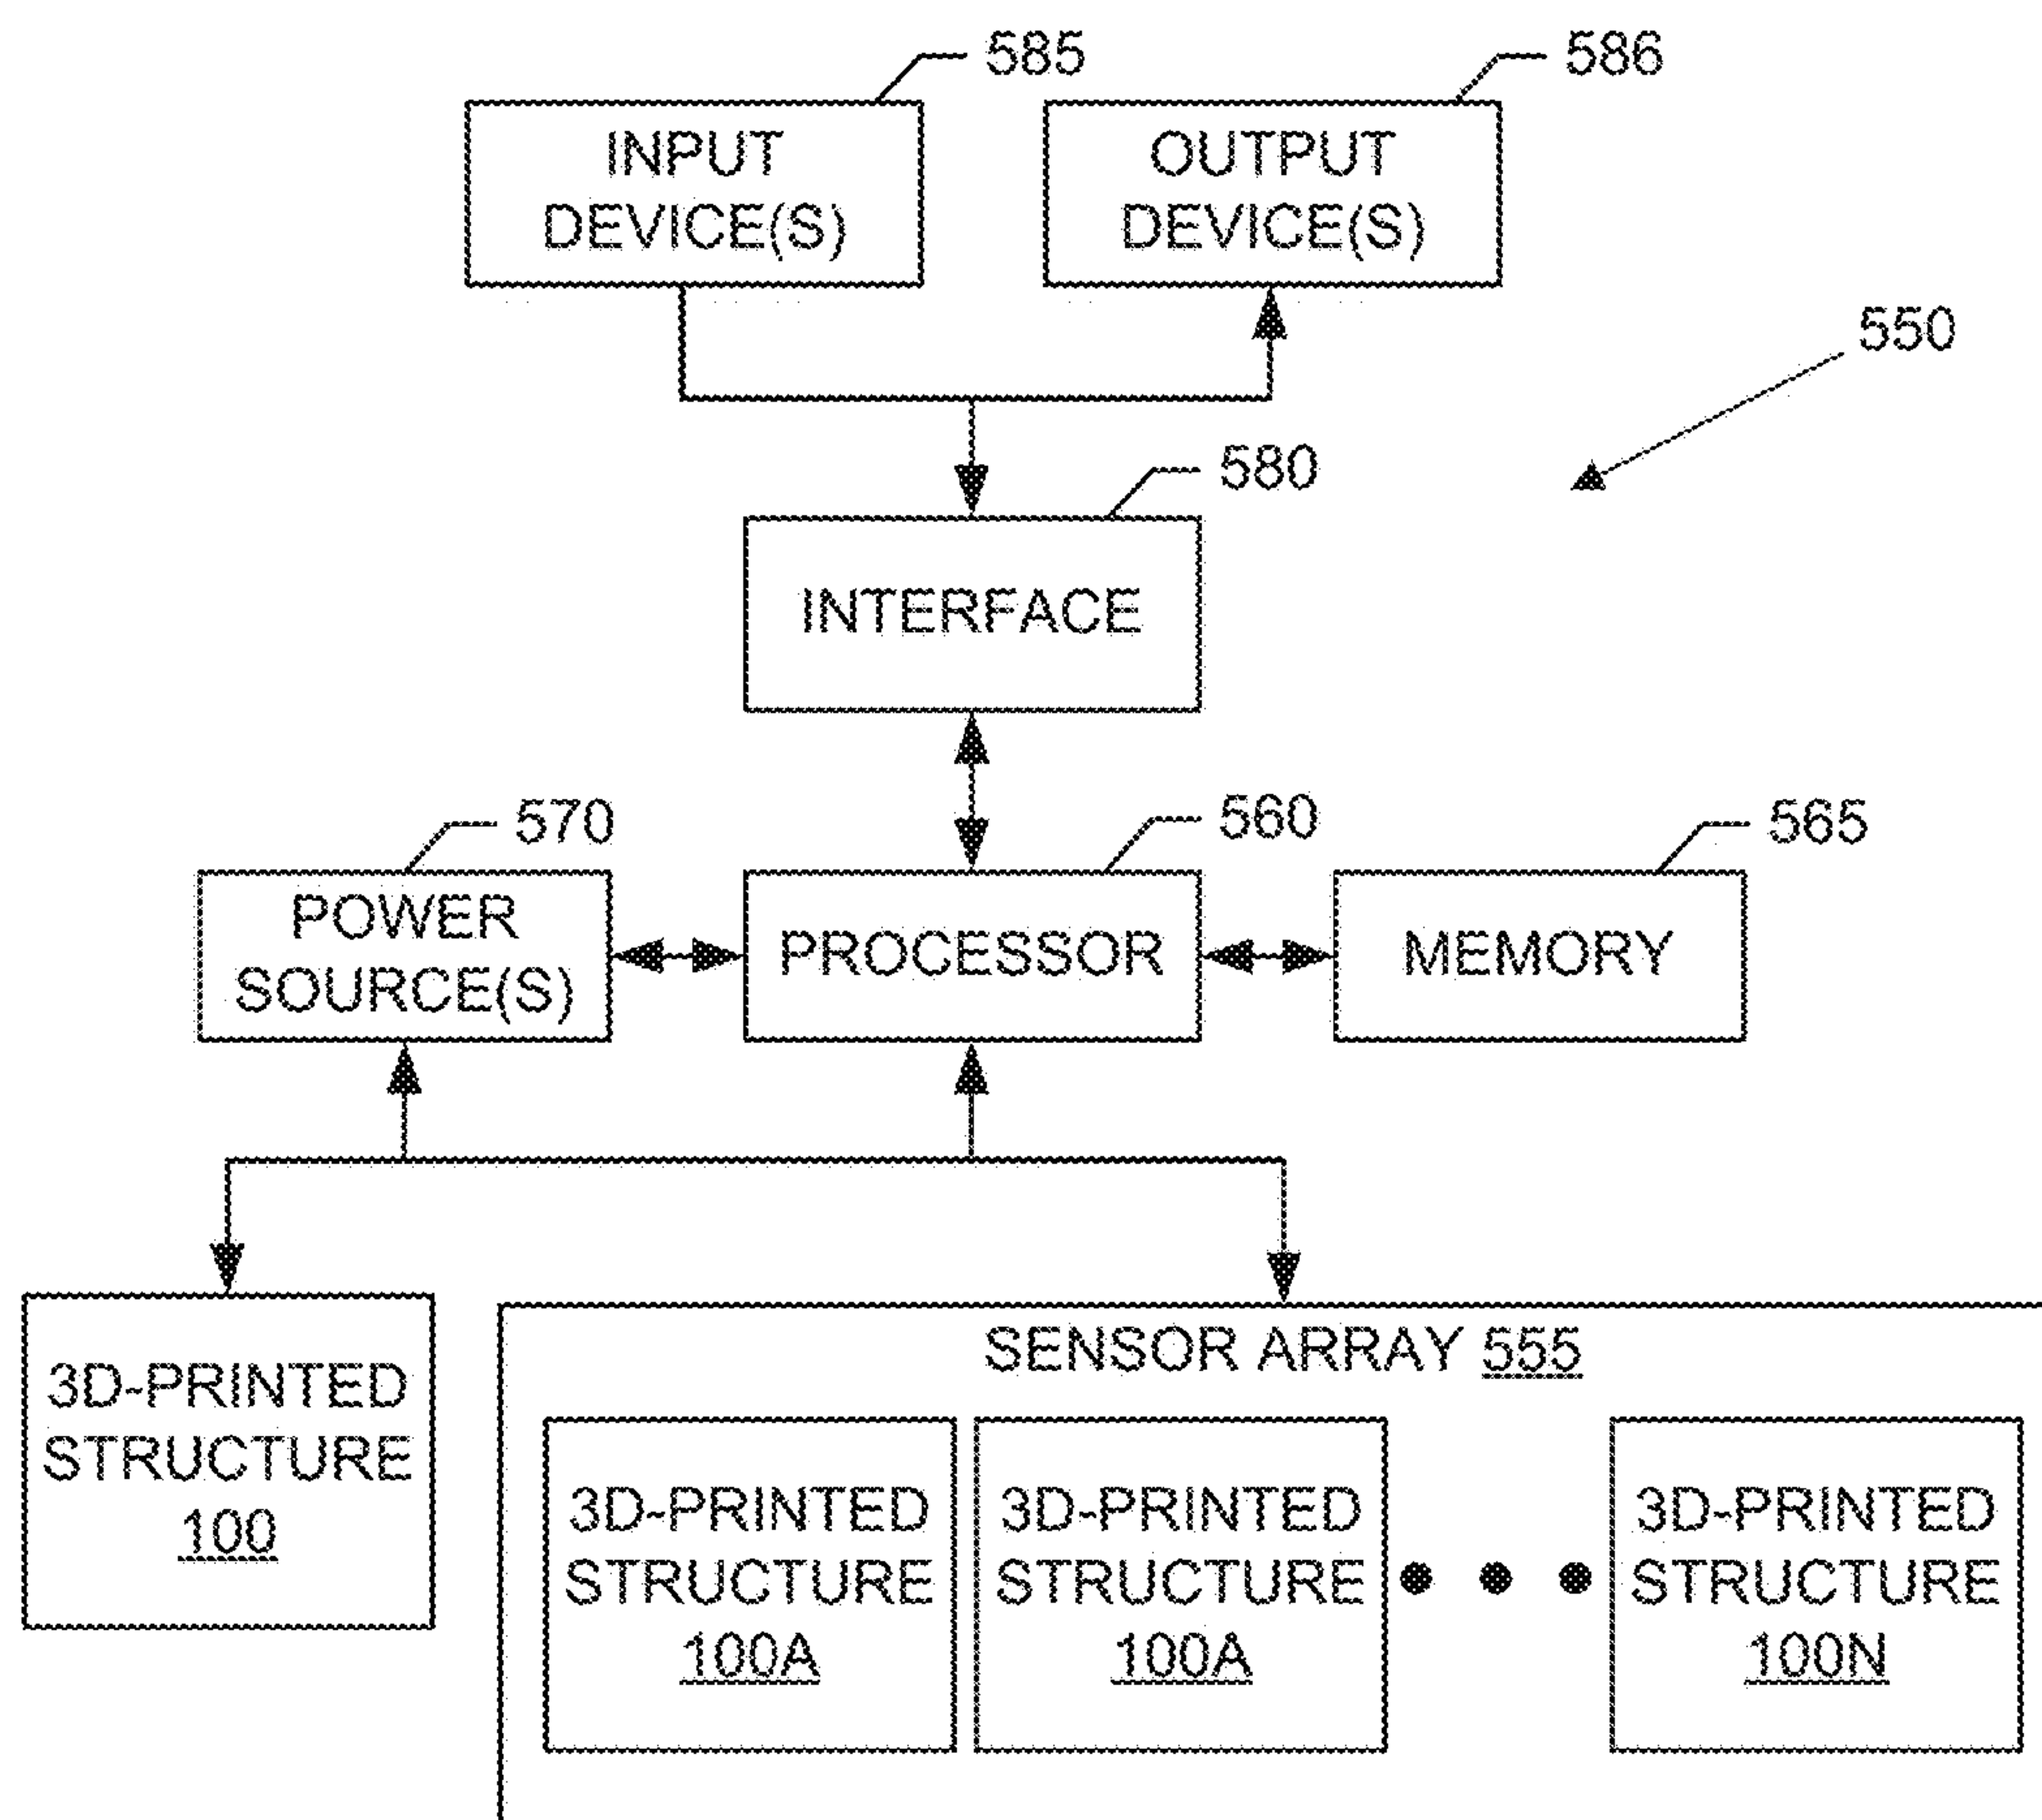 585
586
INPUT
DEVICE(S)
OUTPUT
DEVICE(S)
550
580
INTERFACE
570
560
565
POWER
SOURCE(S)
PROCESSOR
MEMORY
SENSOR ARRAY 555
3D-PRINTED
STRUCTURE
100
3D-PRINTED
STRUCTURE
100A
3D-PRINTED
STRUCTURE
100A
3D-PRINTED
STRUCTURE
100N